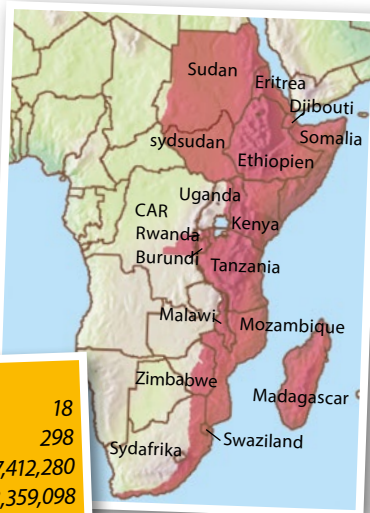 Sudan
Eritrea
Djibouti
sydsudan
Somalia
Ethiopien
Uganda
CAR
Kenya
Rwanda
Burundi
Tanzania
Malawi
Mozambique
Zimbabwe
Madagascar
Swaziland
Sydafrika
18
298
7,412,280
,359,098